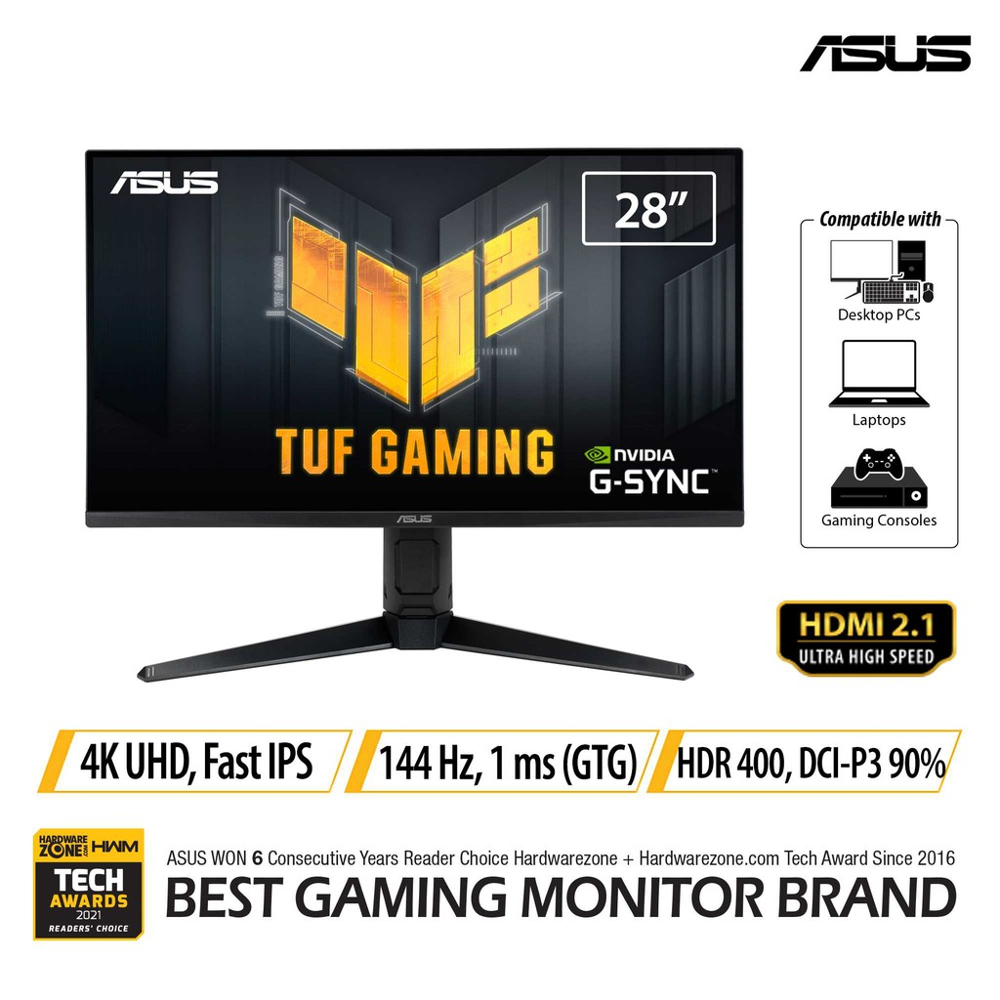 ASUS
ASUS
28”
TUF GAMING
TUF GAMING
NVIDIA
G-SYNC™
ASUS
Compatible with
Desktop PCs
Laptops
Gaming Consoles
HDMI 2.1
ULTRA HIGH SPEED
4K UHD, Fast IPS
144 Hz, 1 ms (GTG)
HDR 400, DCI-P3 90%
HARDWARE
ZONE.COM HWM
TECH
AWARDS
2021
READERS' CHOICE
ASUS WON 6 Consecutive Years Reader Choice Hardwarezone + Hardwarezone.com Tech Award Since 2016
BEST GAMING MONITOR BRAND